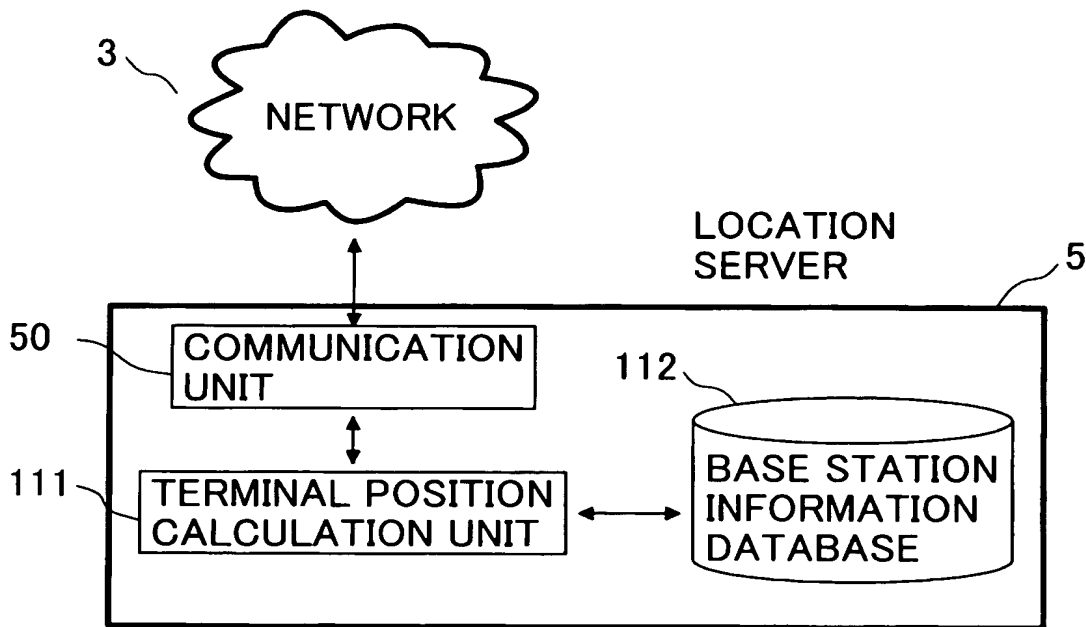 3
NETWORK
LOCATION
SERVER
5
50
COMMUNICATION
UNIT
112
111
TERMINAL POSITION
CALCULATION UNIT
BASE STATION
INFORMATION
DATABASE